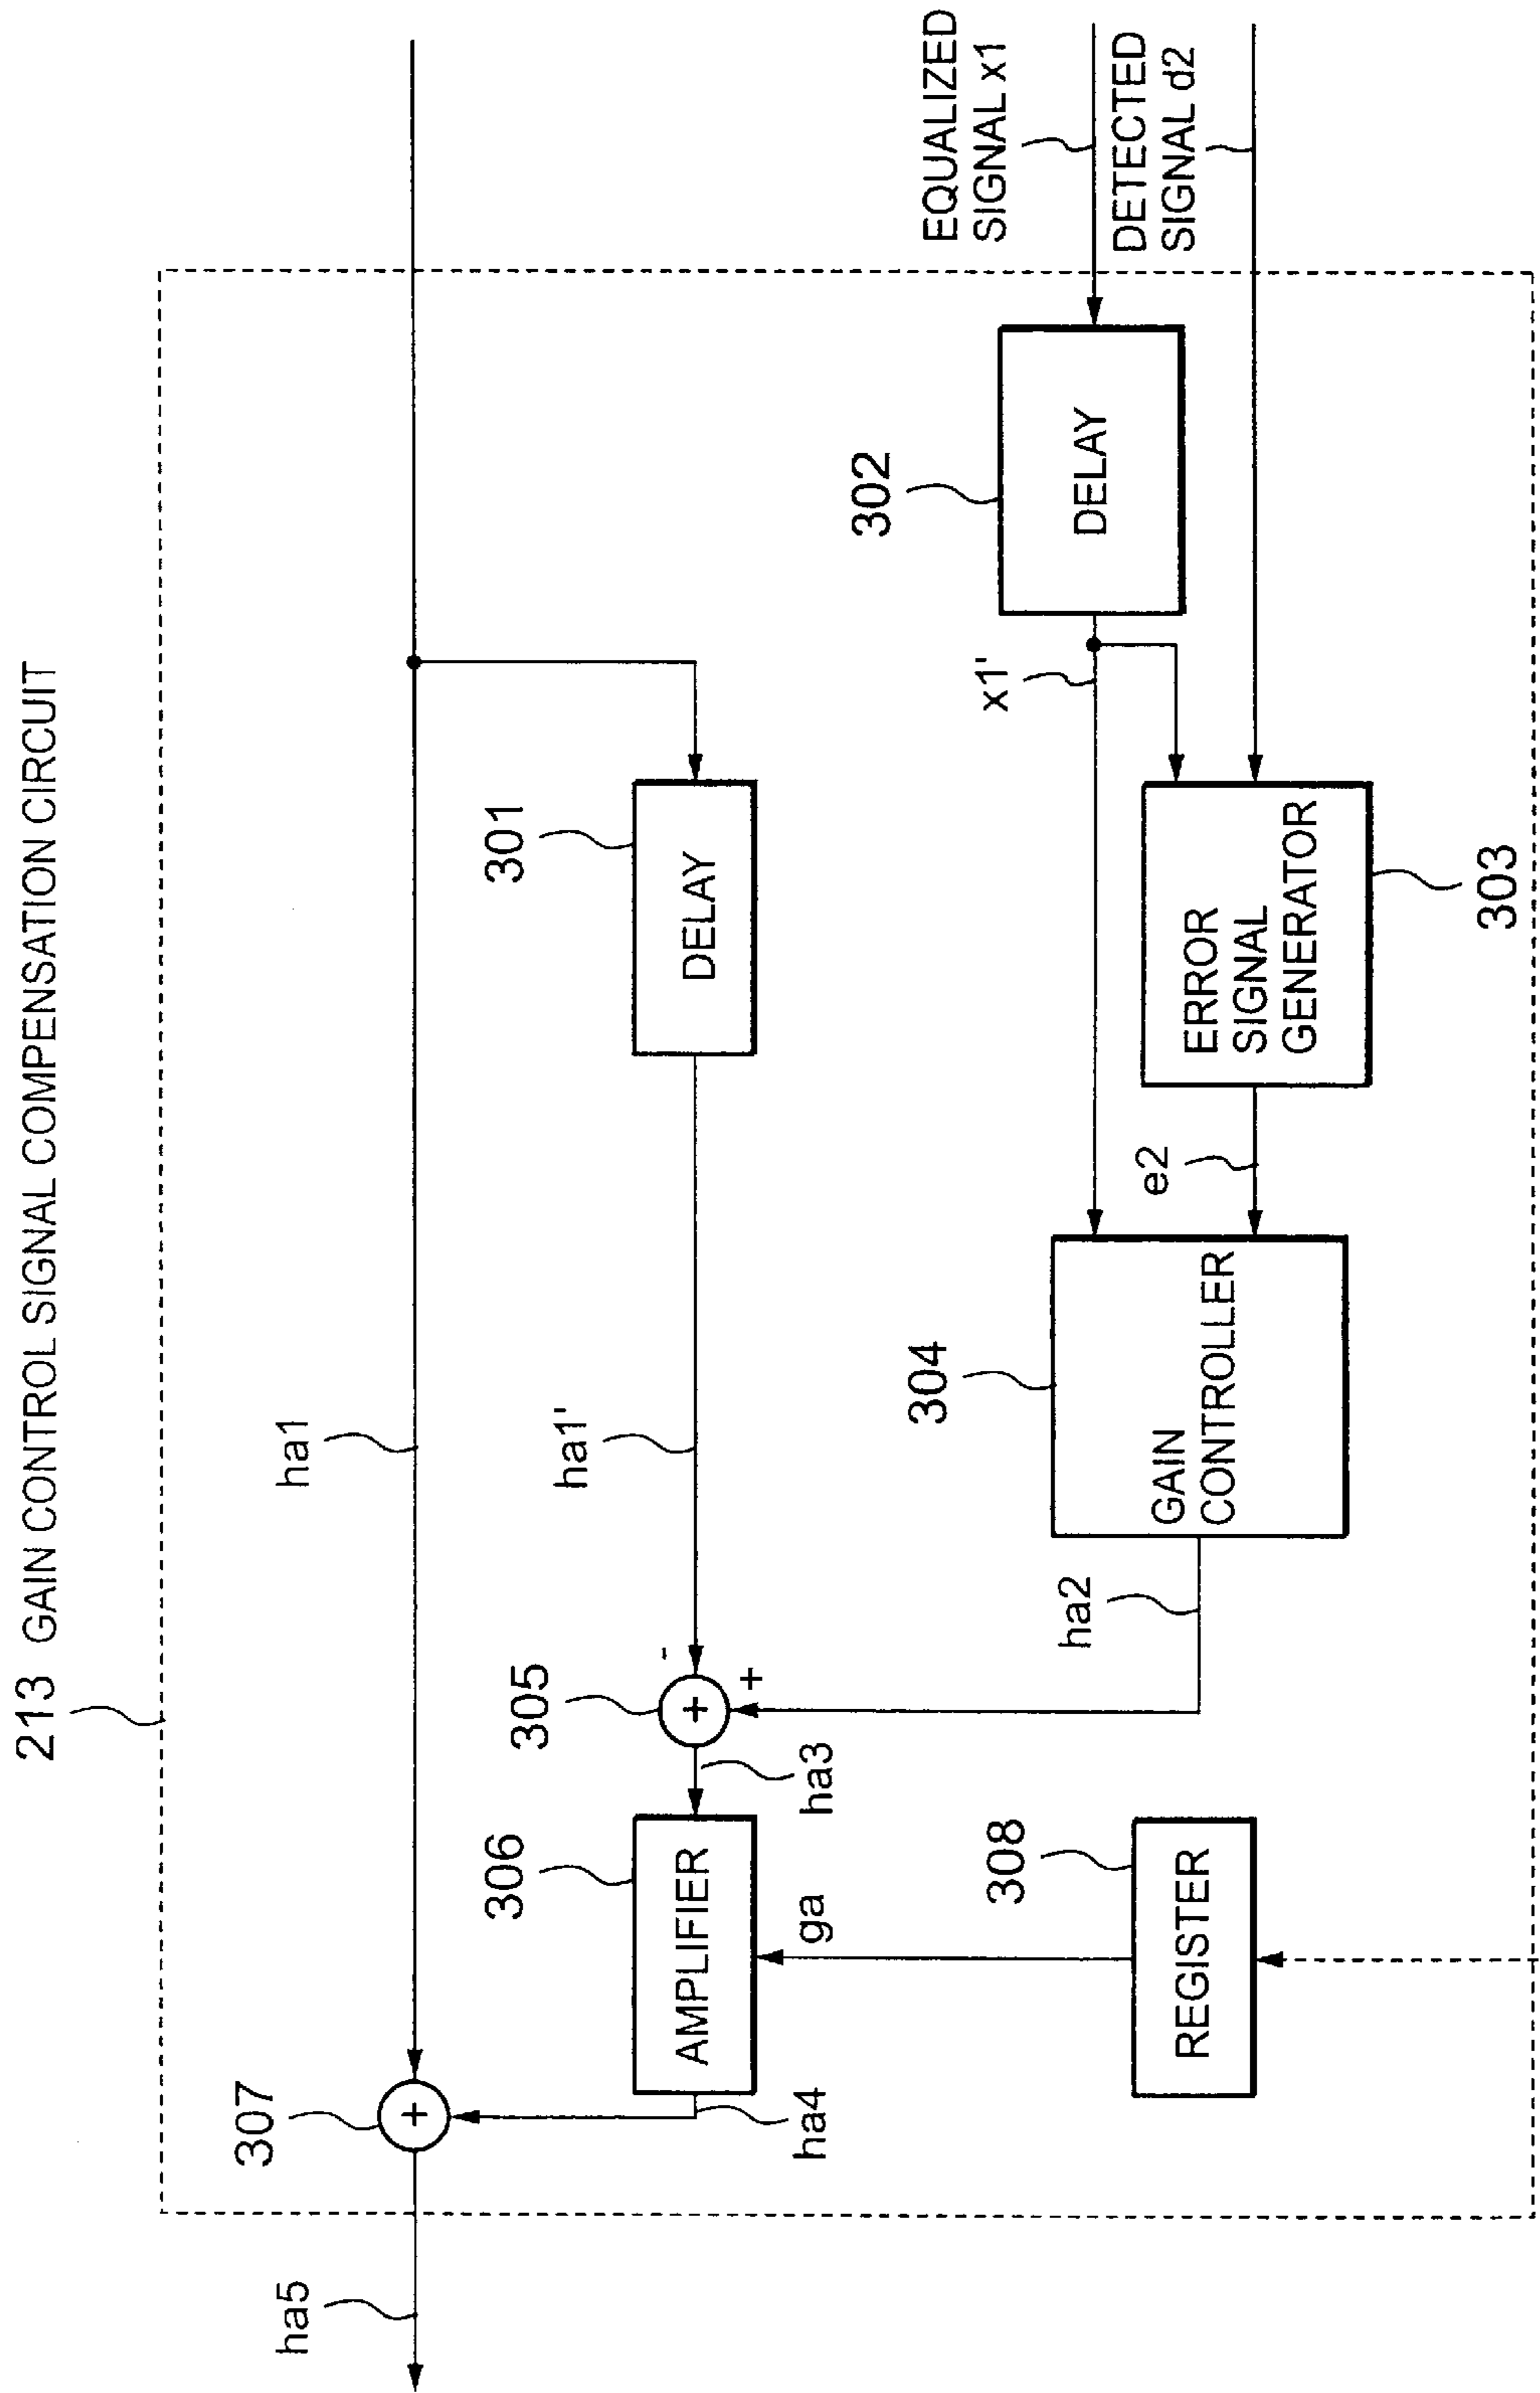 213 GAIN CONTROL SIGNAL COMPENSATION CIRCUIT
ha5
307
+
ha1
ha4
306
AMPLIFIER
ha3
305
+
-
+
ha1'
301
DELAY
308
REGISTER
ga
ha2
304
GAIN
CONTROLLER
e2
x1'
303
ERROR
SIGNAL
GENERATOR
302
DELAY
EQUALIZED
SIGNAL x1
DETECTED
SIGNAL d2